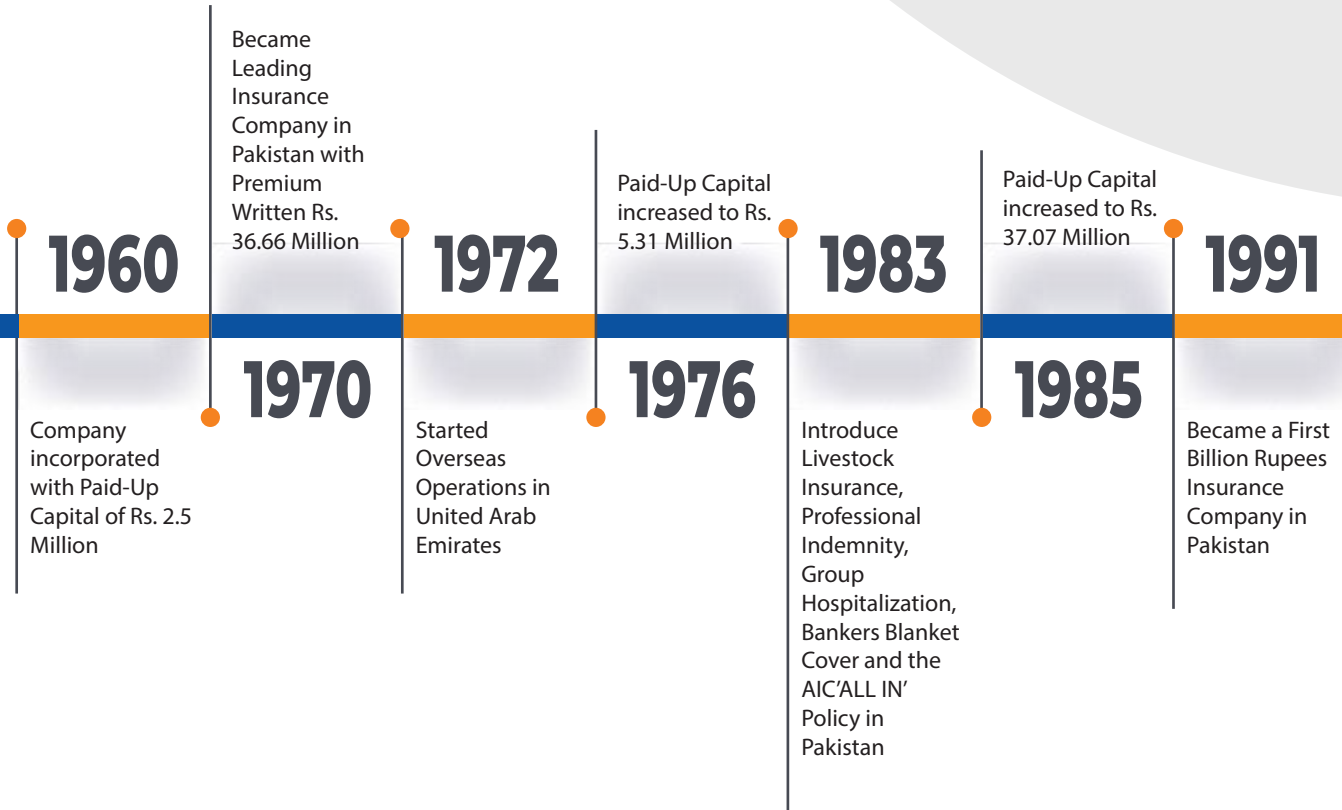 1960
Company
incorporated
with Paid-Up
Capital of Rs. 2.5
Million
Became
Leading
Insurance
Company in
Pakistan with
Premium
Written Rs.
36.66 Million
1970
1972
Started
Overseas
Operations in
United Arab
Emirates
Paid-Up Capital
increased to Rs.
5.31 Million
1976
1983
Introduce
Livestock
Insurance,
Professional
Indemnity,
Group
Hospitalization,
Bankers Blanket
Cover and the
AIC’ALL IN’
Policy in
Pakistan
Paid-Up Capital
increased to Rs.
37.07 Million
1985
1991
Became a First
Billion Rupees
Insurance
Company in
Pakistan